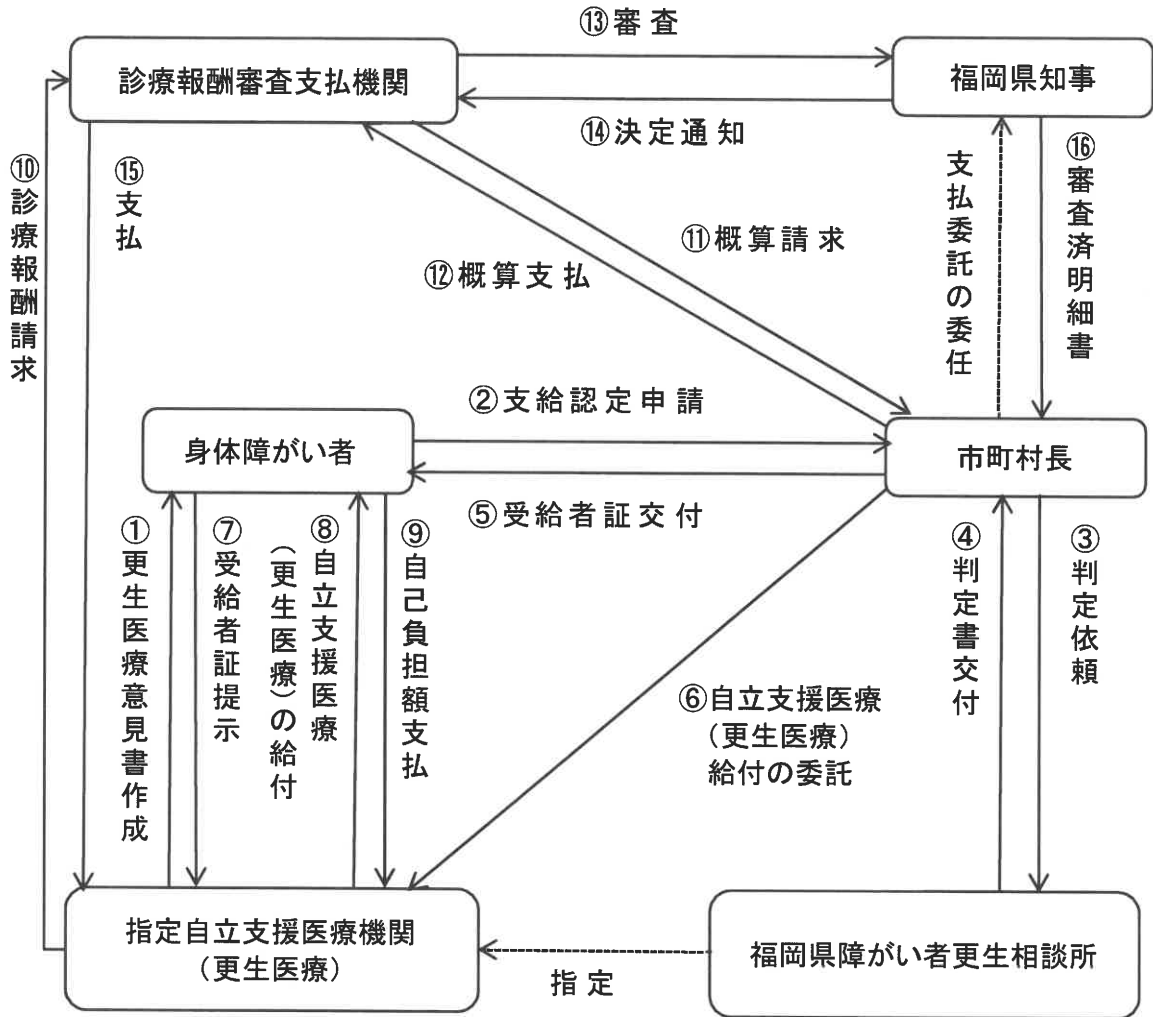 ⑬審査
診療報酬審査支払機関
福岡県知事
⑭決定通知
⑩診療報酬請求
⑮支払
支払委託の委任
⑯審査済明細書
⑪概算請求
⑫概算支払
②支給認定申請
身体障がい者
市町村長
⑤受給者証交付
①更生医療意見書作成
⑦受給者証提示
⑧自立支援医療
(更生医療)の給付
⑨自己負担額支払
④判定書交付
③判定依頼
⑥自立支援医療
(更生医療)
給付の委託
指定自立支援医療機関
(更生医療)
指定
福岡県障がい者更生相談所